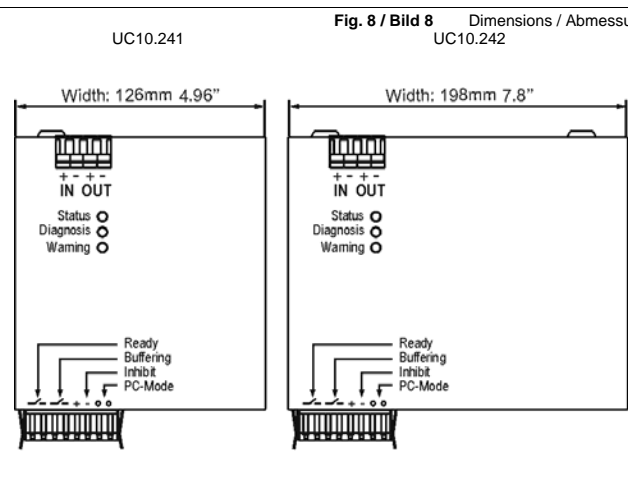 Fig. 8 / Bild 8 Dimensions / Abmessu
UC10.241
UC10.242
Width: 126mm 4.96”
Width: 198mm 7.8”
+ - + -
IN OUT
Status
Diagnosis
Warning
Ready
Buffering
Inhibit
PC-Mode
+ -
+ - + -
IN OUT
Status
Diagnosis
Warning
Ready
Buffering
Inhibit
PC-Mode
+ -